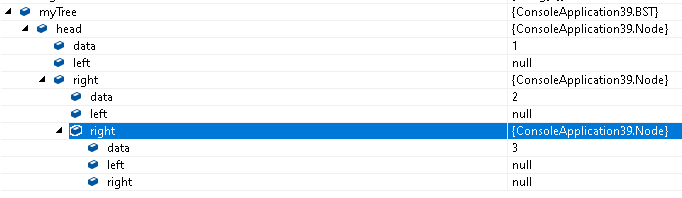 myTree {ConsoleApplication39.BST}
head {ConsoleApplication39.Node}
data 1
left null
right {ConsoleApplication39.Node}
data 2
left null
right {ConsoleApplication39.Node}
data 3
left null
right null